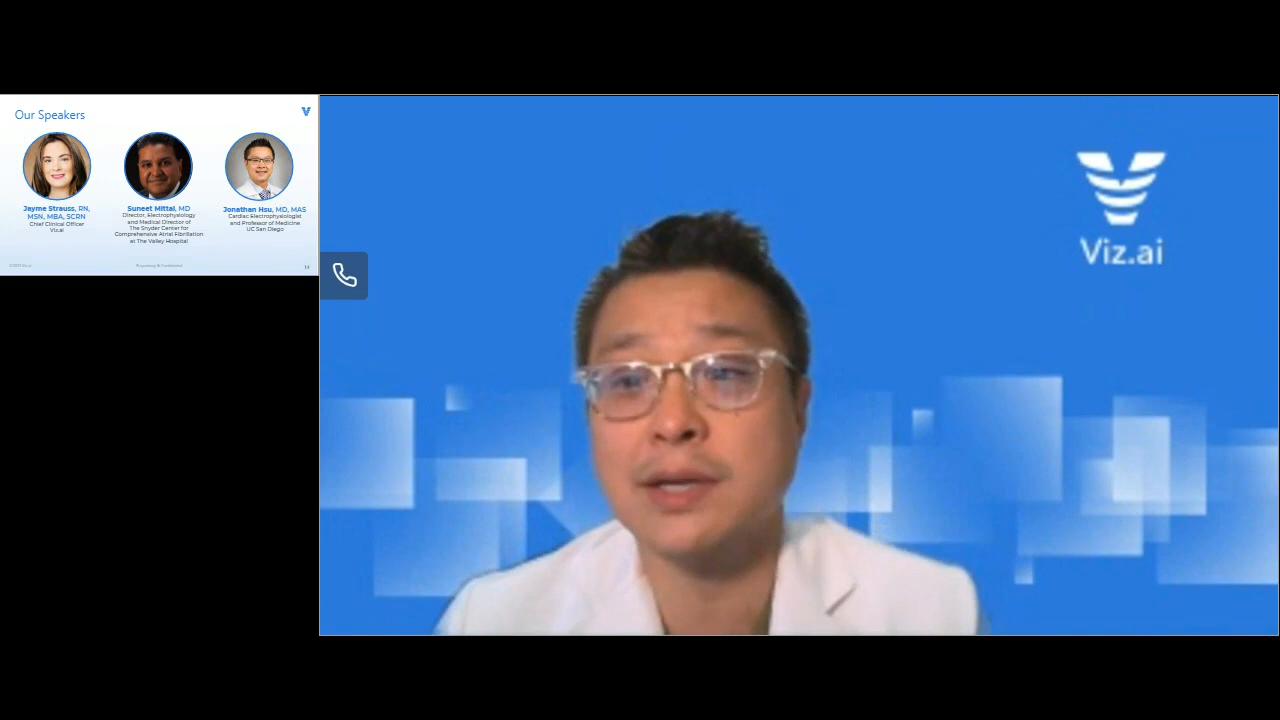 Our Speakers
Jayme Strauss, RN,
MSN, MBA, SCRN
Chief Clinical Officer
Viz.ai
Suneet Mittal, MD
Director, Electrophysiology
and Medical Director of
The Snyder Center for
Comprehensive Atrial Fibrillation
at The Valley Hospital
Jonathan Hsu, MD, MAS
Cardiac Electrophysiologist
and Professor of Medicine
UC San Diego
Proprietary & Confidential
Viz.ai